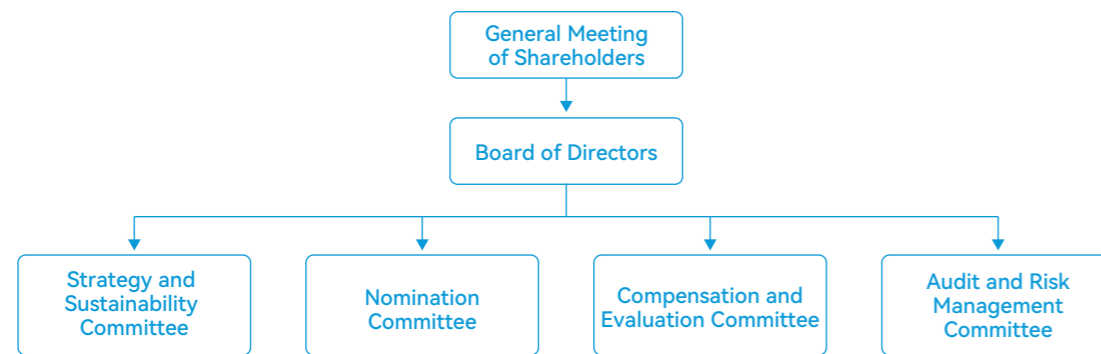 General Meeting
of Shareholders
Board of Directors
Strategy and
Sustainability
Committee
Nomination
Committee
Compensation and
Evaluation Committee
Audit and Risk
Management
Committee